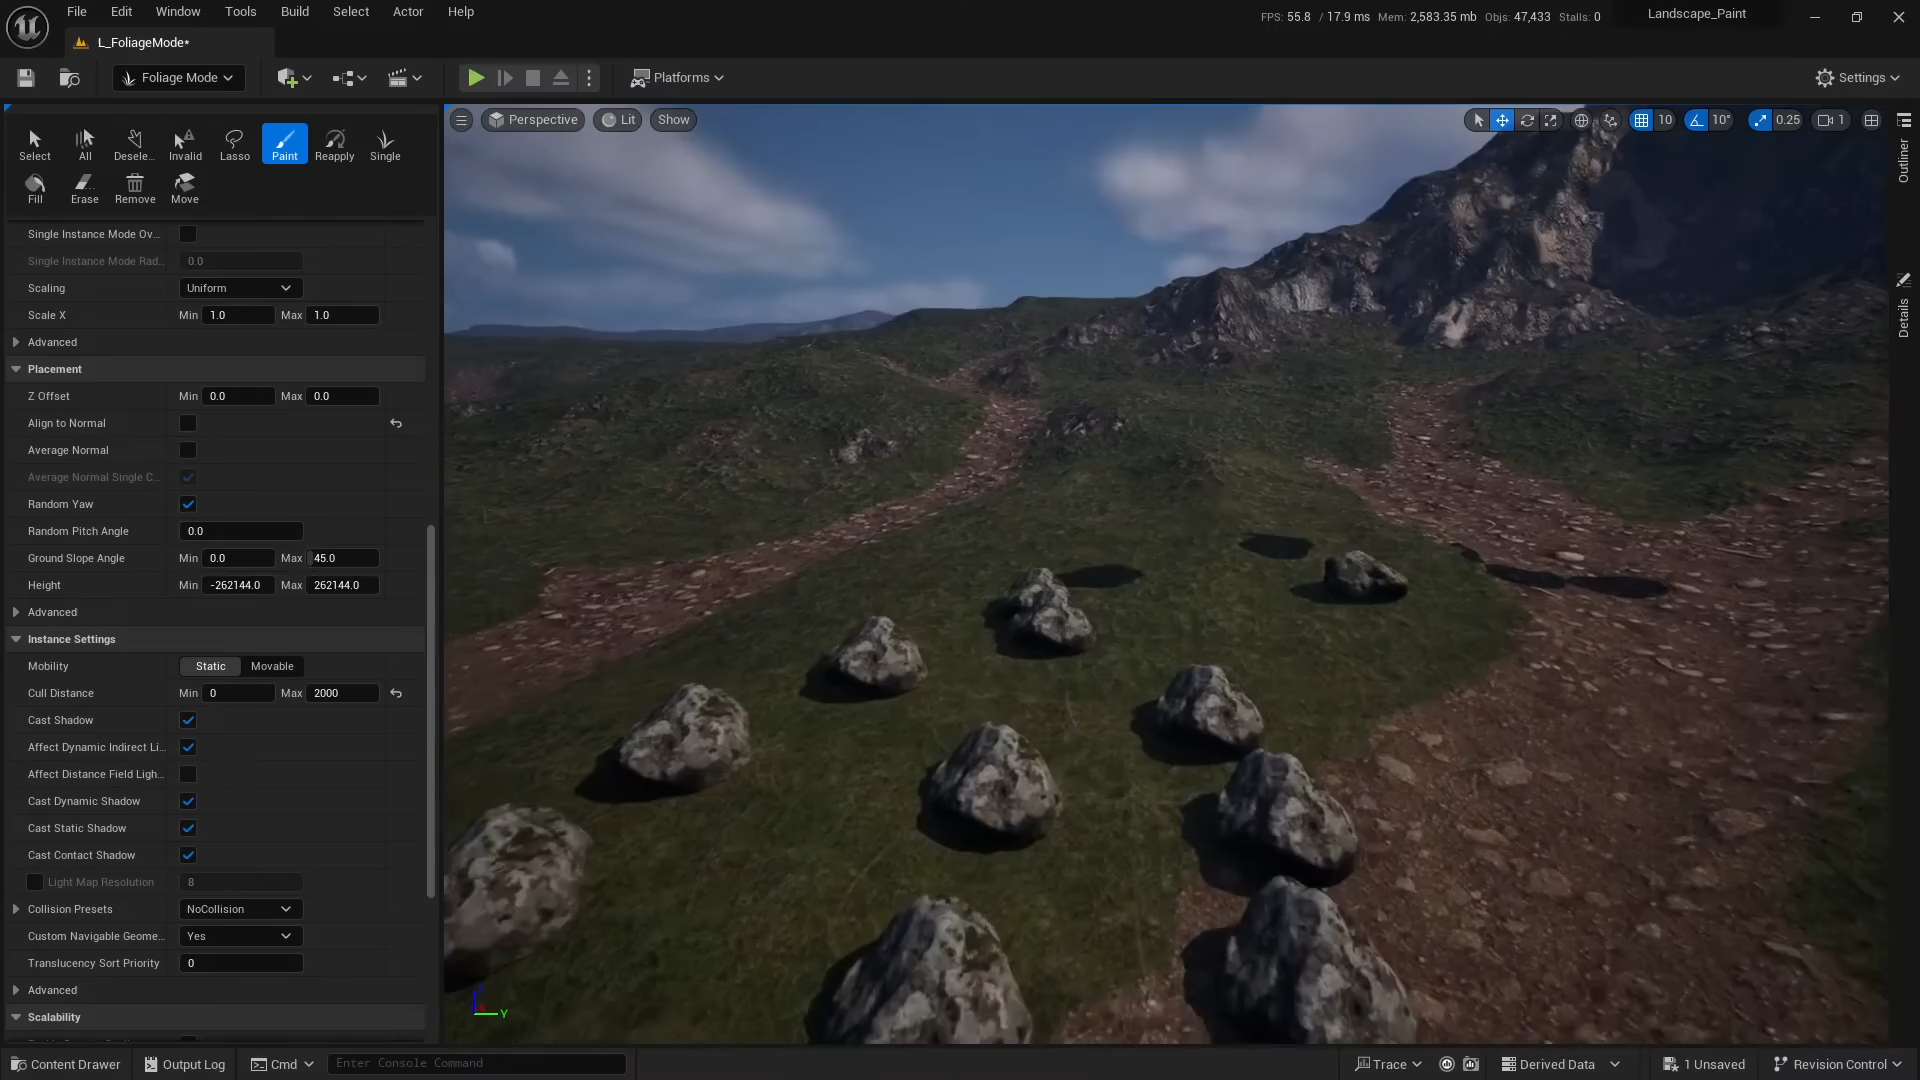 File Edit Window Tools Build Select Actor Help
FPS: 55.8 / 17.9 ms Mem: 2,583.35 mb Objs: 47,433 Stalls: 0
Landscape_Paint
L_FoliageMode*
Foliage Mode
Platforms
Settings
Select All Desele... Invalid Lasso Paint Reapply Single
Fill Erase Remove Move
Perspective Lit Show
10 10° 0.25 1
Outliner
Details
Single Instance Mode Ov...
Single Instance Mode Rad... 0.0
Scaling Uniform
Scale X Min 1.0 Max 1.0
Advanced
Placement
Z Offset Min 0.0 Max 0.0
Align to Normal
Average Normal
Average Normal Single C...
Random Yaw
Random Pitch Angle 0.0
Ground Slope Angle Min 0.0 Max 45.0
Height Min -262144.0 Max 262144.0
Advanced
Instance Settings
Mobility Static Movable
Cull Distance Min 0 Max 2000
Cast Shadow
Affect Dynamic Indirect Li...
Affect Distance Field Ligh...
Cast Dynamic Shadow
Cast Static Shadow
Cast Contact Shadow
Light Map Resolution 8
Collision Presets NoCollision
Custom Navigable Geome... Yes
Translucency Sort Priority 0
Advanced
Scalability
Y
Content Drawer Output Log Cmd Enter Console Command
Trace Derived Data 1 Unsaved Revision Control